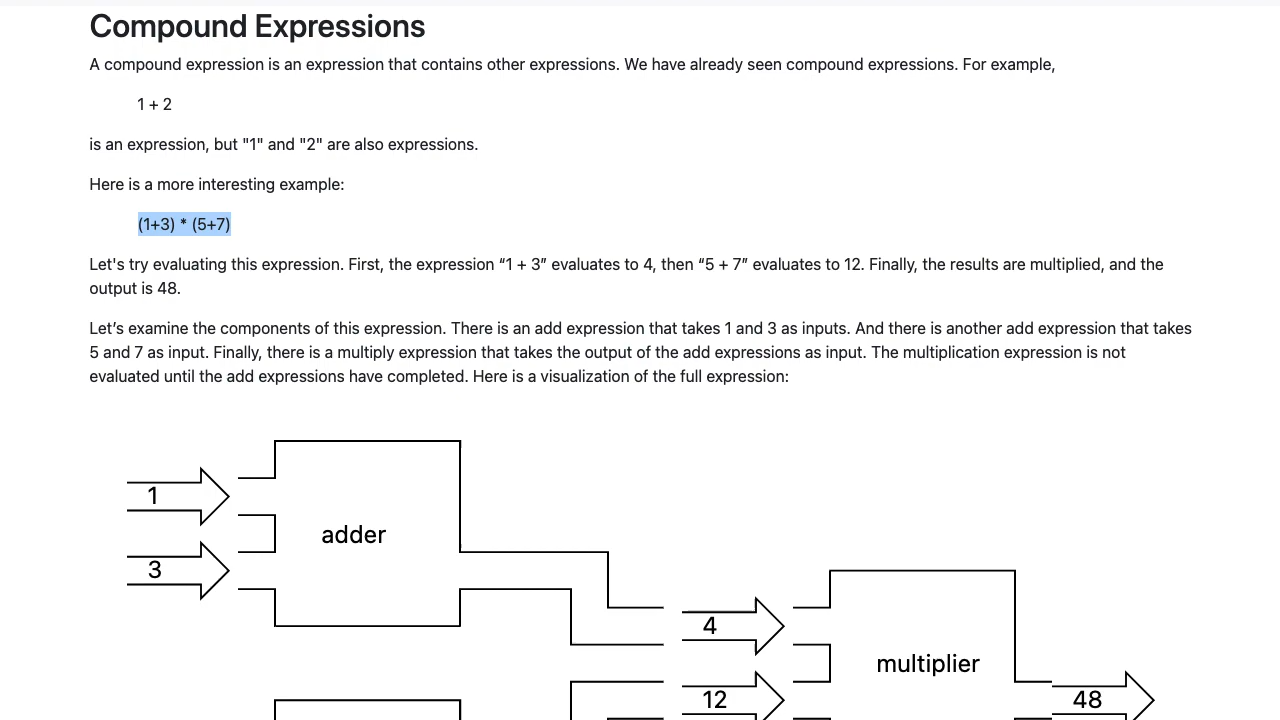 Compound Expressions
A compound expression is an expression that contains other expressions. We have already seen compound expressions. For example,
1 + 2
is an expression, but "1" and "2" are also expressions.
Here is a more interesting example:
(1+3) * (5+7)
Let's try evaluating this expression. First, the expression “1 + 3” evaluates to 4, then “5 + 7” evaluates to 12. Finally, the results are multiplied, and the
output is 48.
Let’s examine the components of this expression. There is an add expression that takes 1 and 3 as inputs. And there is another add expression that takes
5 and 7 as input. Finally, there is a multiply expression that takes the output of the add expressions as input. The multiplication expression is not
evaluated until the add expressions have completed. Here is a visualization of the full expression:
1
adder
3
4
multiplier
12
48